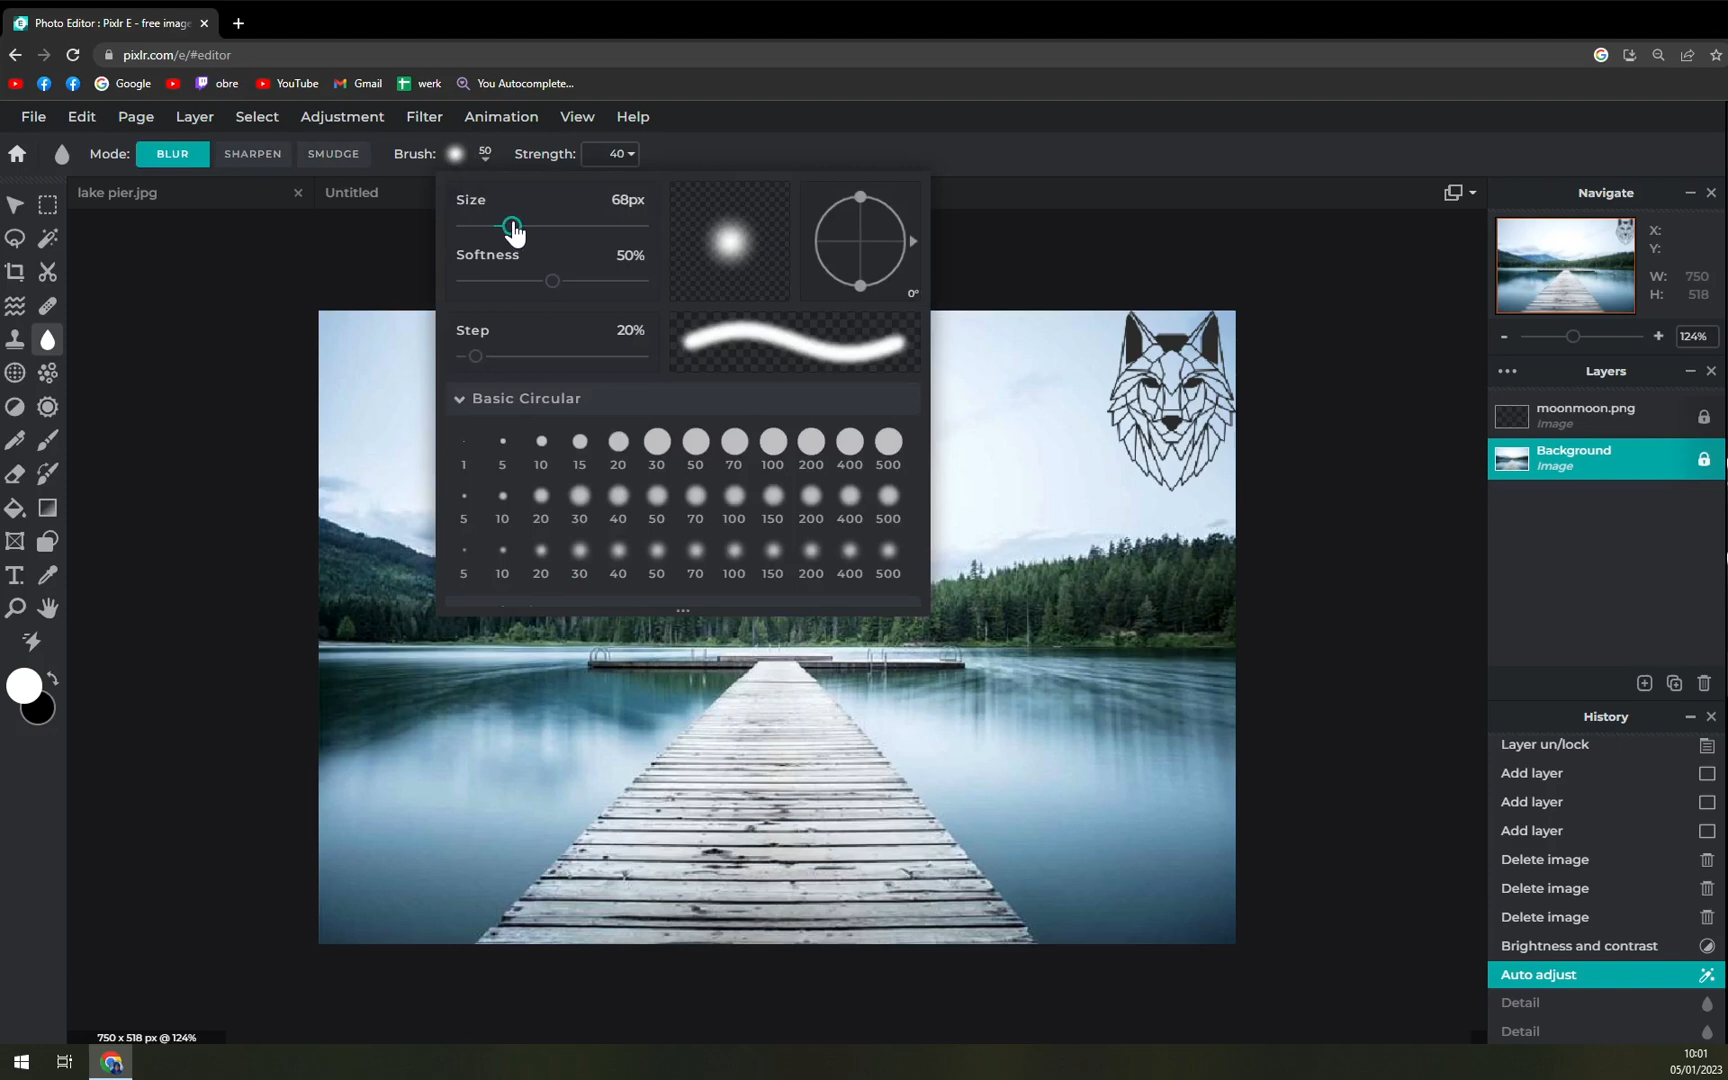 Photo Editor : Pixlr E - free image
pixlr.com/e/#editor
Google obre YouTube Gmail werk You Autocomplete...
File Edit Page Layer Select Adjustment Filter Animation View Help
Mode: BLUR SHARPEN SMUDGE Brush: 50 Strength: 40
lake pier.jpg Untitled
Navigate
Size 68px
Softness 50%
0°
Step 20%
Basic Circular
1 5 10 15 20 30 50 70 100 200 400 500
5 10 20 30 40 50 70 100 150 200 400 500
5 10 20 30 40 50 70 100 150 200 400 500
X:
Y:
W: 750
H: 518
- + 124%
Layers
moonmoon.png
Image
Background
Image
T
History
Layer un/lock
Add layer
Add layer
Add layer
Delete image
Delete image
Delete image
Brightness and contrast
Auto adjust
Detail
Detail
750 x 518 px @ 124%
10:01
05/01/2023